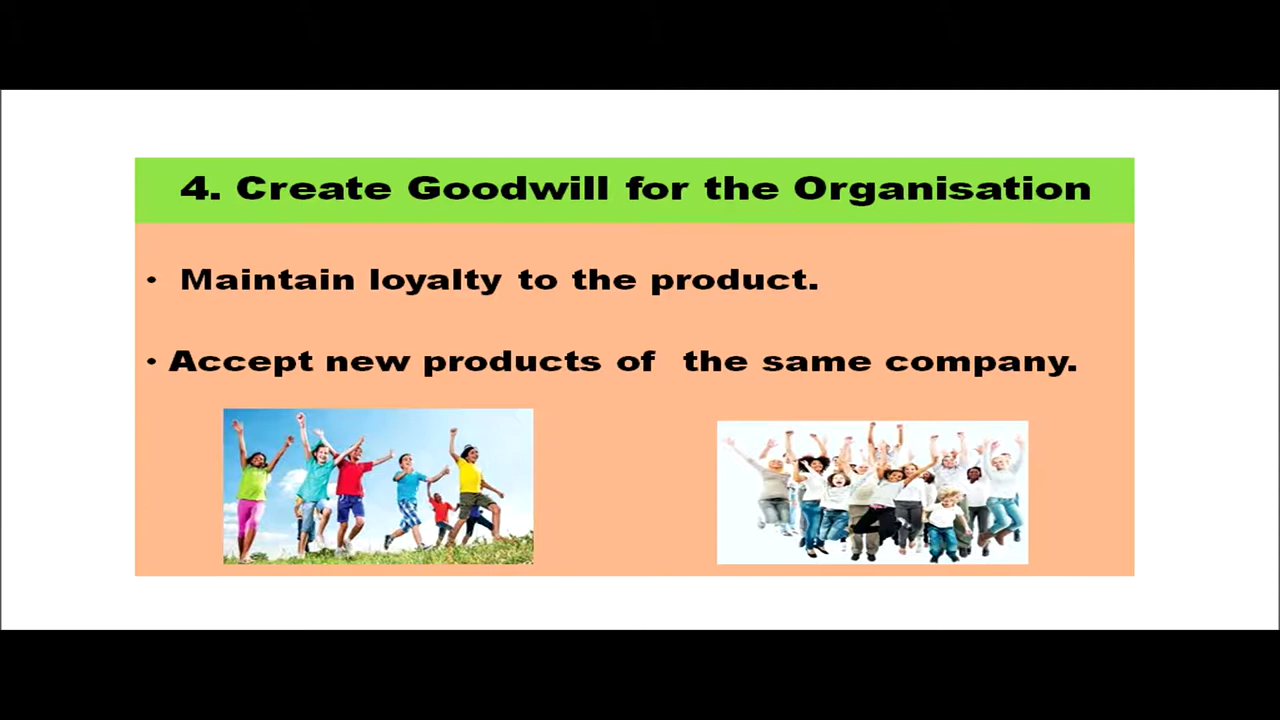 4. Create Goodwill for the Organisation
• Maintain loyalty to the product.
• Accept new products of the same company.